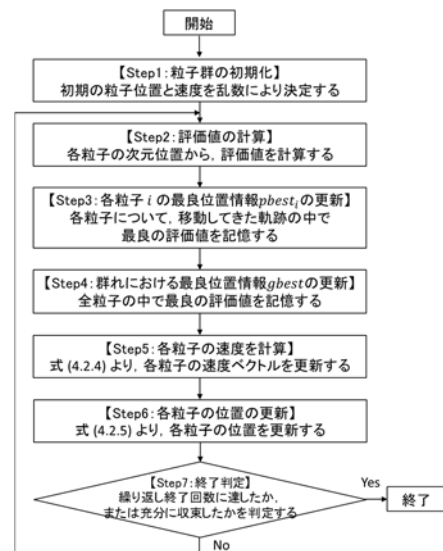 開始
【Step1：粒子群の初期化】
初期の粒子位置と速度を乱数により決定する
【Step2：評価値の計算】
各粒子の次元位置から，評価値を計算する
【Step3：各粒子 i の最良位置情報pbest_iの更新】
各粒子について，移動してきた軌跡の中で
最良の評価値を記憶する
【Step4：群れにおける最良位置情報gbestの更新】
全粒子の中で最良の評価値を記憶する
【Step5：各粒子の速度を計算】
式 (4.2.4) より，各粒子の速度ベクトルを更新する
【Step6：各粒子の位置の更新】
式 (4.2.5) より，各粒子の位置を更新する
【Step7：終了判定】
繰り返し終了回数に達したか，
または充分に収束したかを判定する
Yes
終了
No